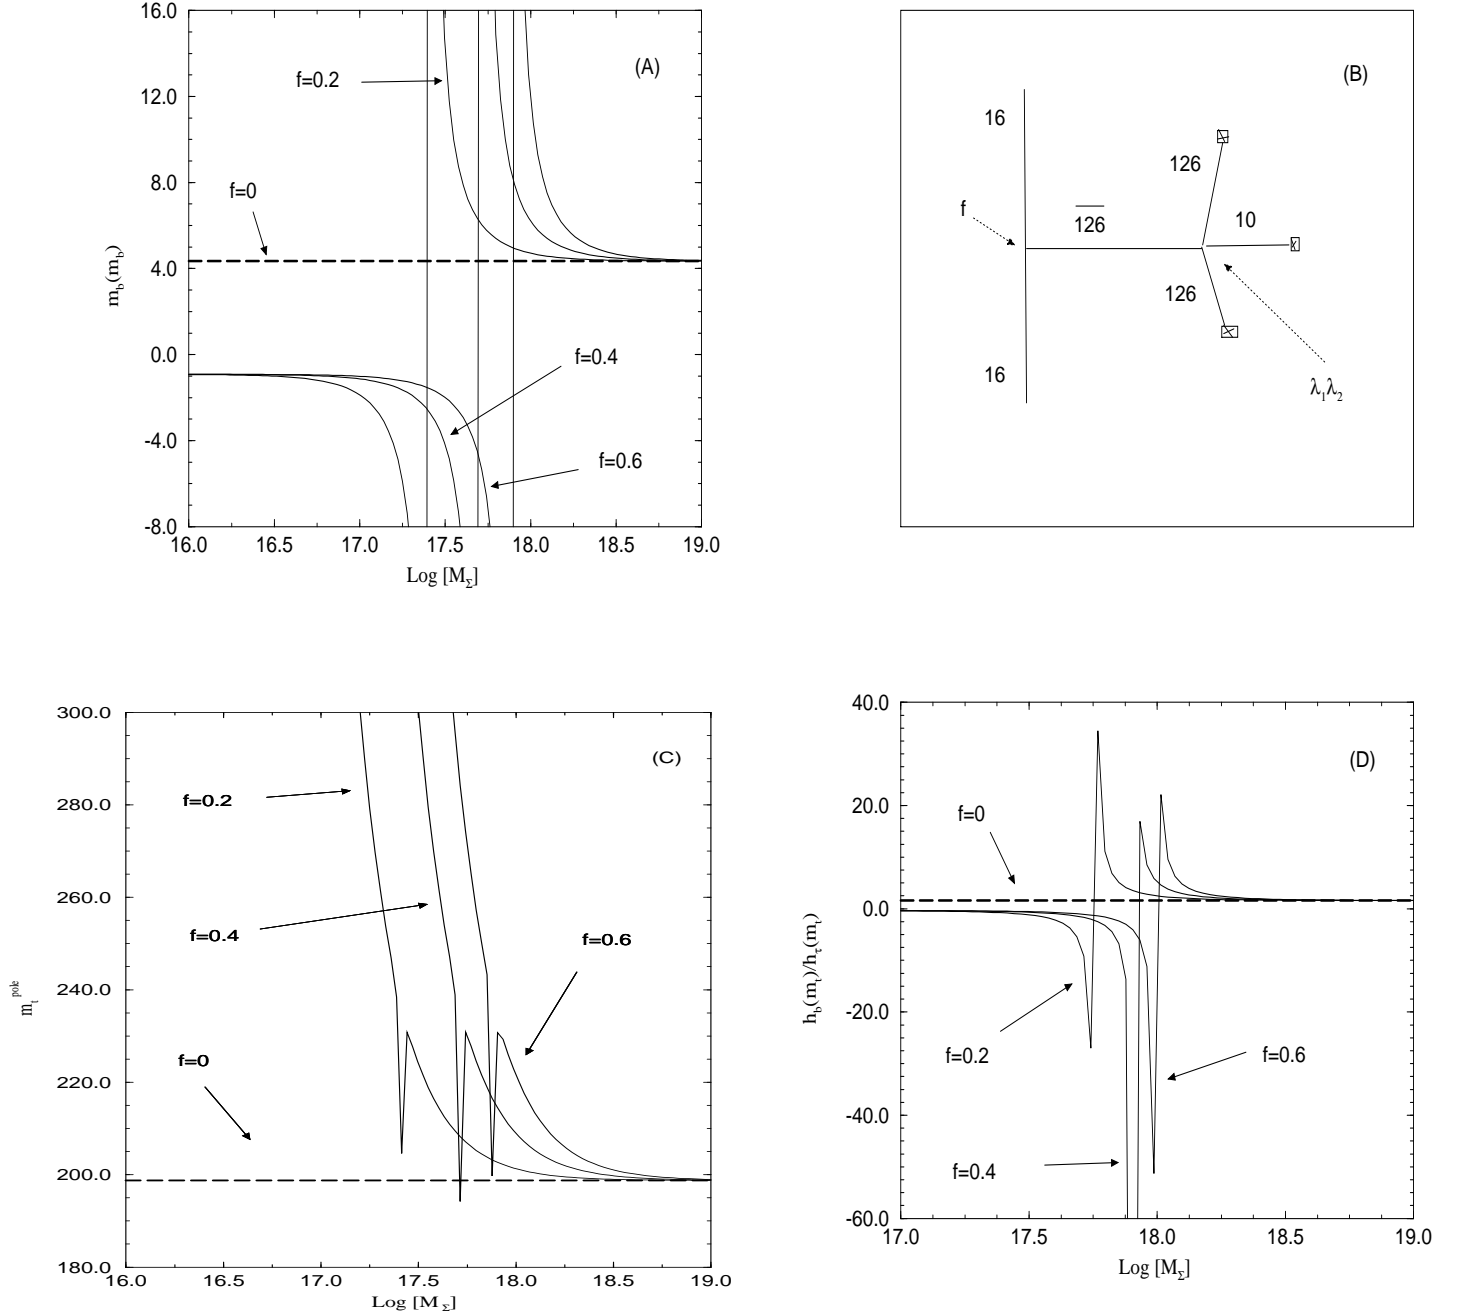 (A)
16.0
12.0
8.0
4.0
0.0
-4.0
-8.0
16.0 16.5 17.0 17.5 18.0 18.5 19.0
Log [M_Σ]
m_b(m_b)
f=0.2
f=0
f=0.4
f=0.6
(B)
16
126
f
\overline{126}
10
126
16
λ_1λ_2
(C)
300.0
280.0
260.0
240.0
220.0
200.0
180.0
16.0 16.5 17.0 17.5 18.0 18.5 19.0
Log [M_Σ]
m_t^{pole}
f=0.2
f=0.4
f=0.6
f=0
(D)
40.0
20.0
0.0
-20.0
-40.0
-60.0
17.0 17.5 18.0 18.5 19.0
Log [M_Σ]
h_b(m_t)/h_τ(m_t)
f=0
f=0.2
f=0.6
f=0.4